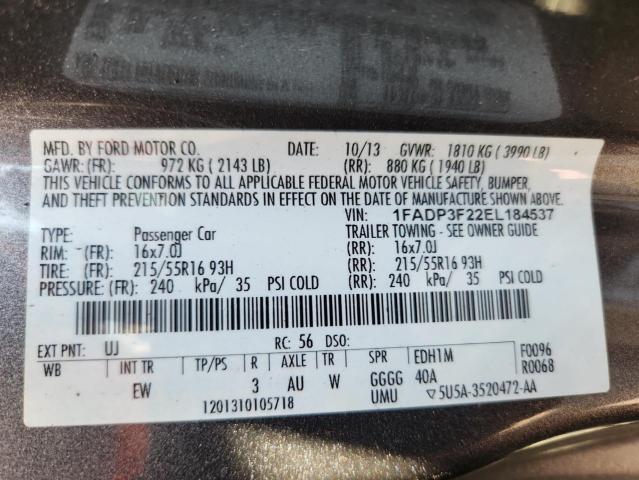 MFD. BY FORD MOTOR CO. DATE: 10/13 GVWR: 1810 KG ( 3990 LB)
GAWR: (FR): 972 KG ( 2143 LB) (RR): 880 KG ( 1940 LB)
THIS VEHICLE CONFORMS TO ALL APPLICABLE FEDERAL MOTOR VEHICLE SAFETY, BUMPER,
AND THEFT PREVENTION STANDARDS IN EFFECT ON THE DATE OF MANUFACTURE SHOWN ABOVE.
VIN: 1FADP3F22EL184537
TYPE: Passenger Car TRAILER TOWING - SEE OWNER GUIDE
RIM: (FR): 16x7.0J (RR): 16x7.0J
TIRE: (FR): 215/55R16 93H (RR): 215/55R16 93H
PRESSURE: (FR): 240 kPa/ 35 PSI COLD (RR): 240 kPa/ 35 PSI COLD
EXT PNT: UJ RC: 56 DSO:
WB INT TR TP/PS R AXLE TR SPR EDH1M F0096
EW 3 AU W GGGG 40A R0068
1201310105718 UMU ▽5U5A-3520472-AA